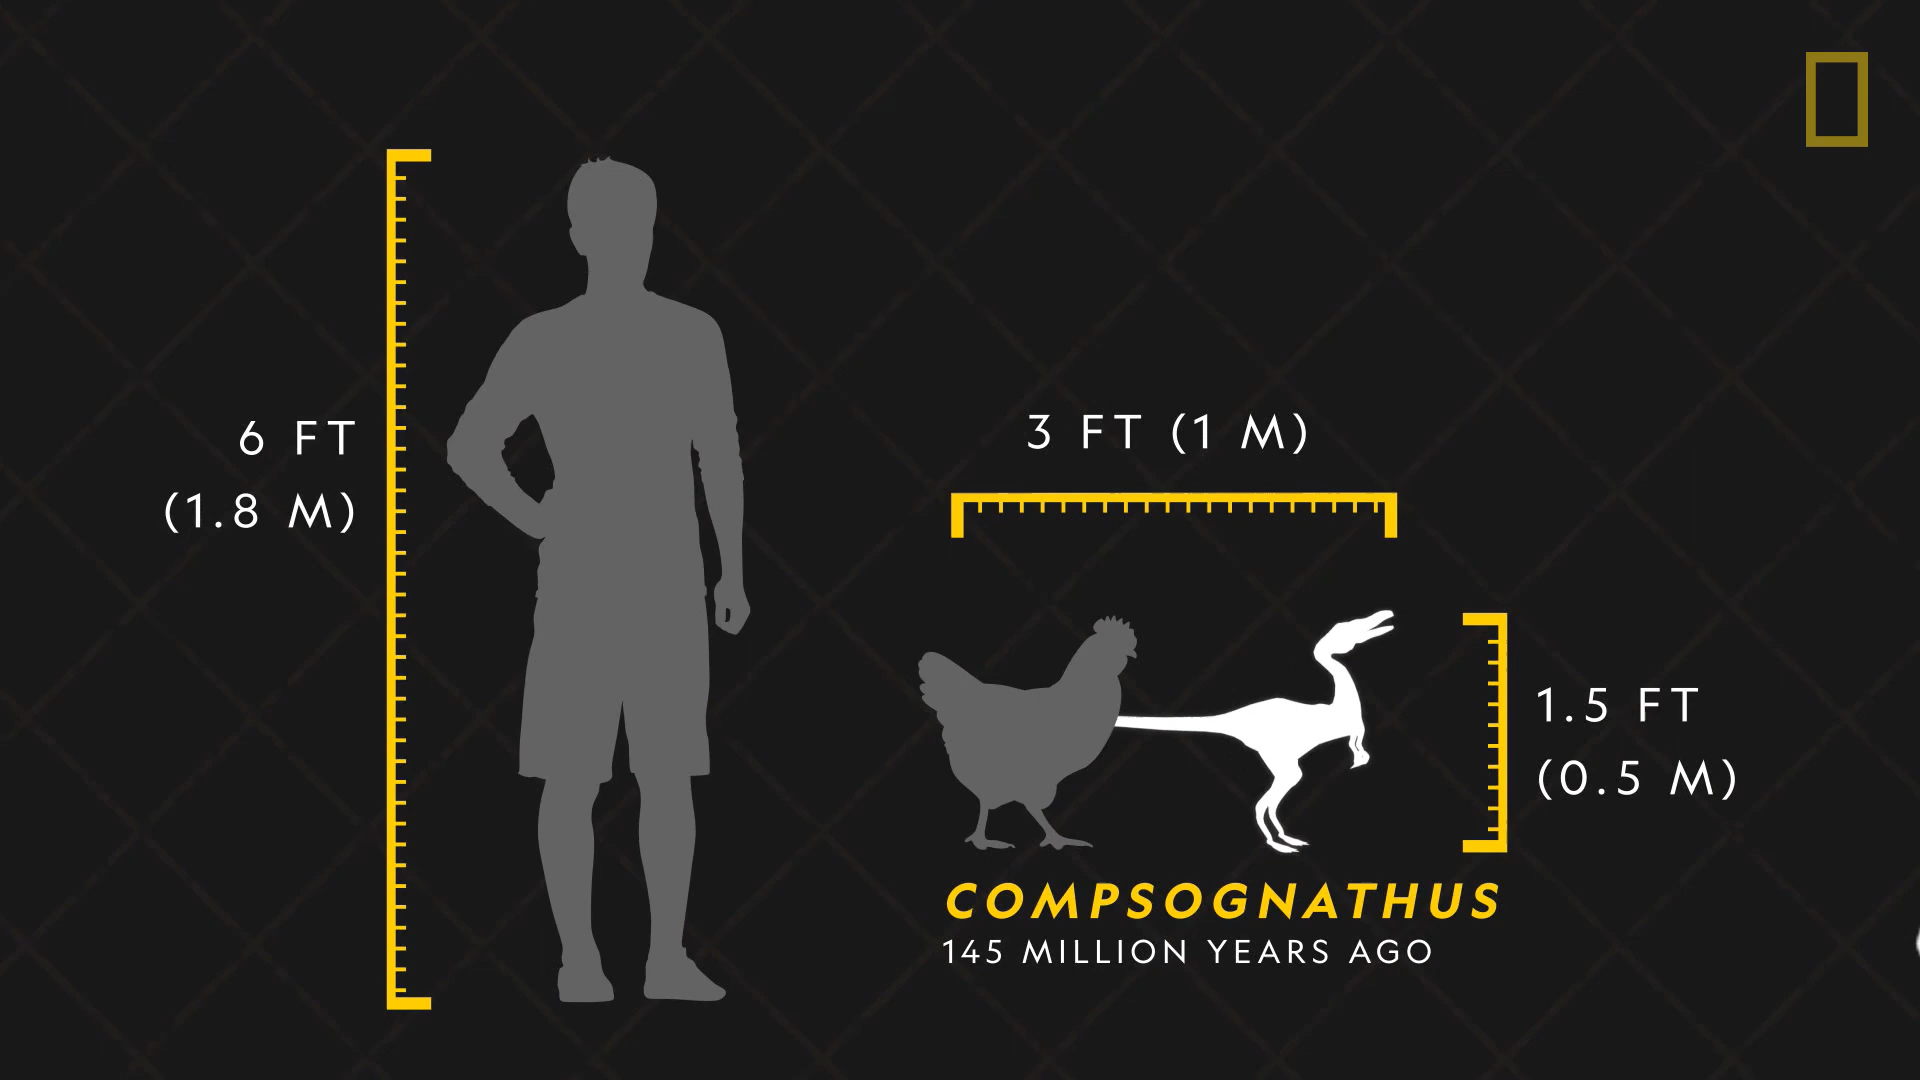 6 FT
(1.8 M)
3 FT (1 M)
1.5 FT
(0.5 M)
COMPSOGNATHUS
145 MILLION YEARS AGO